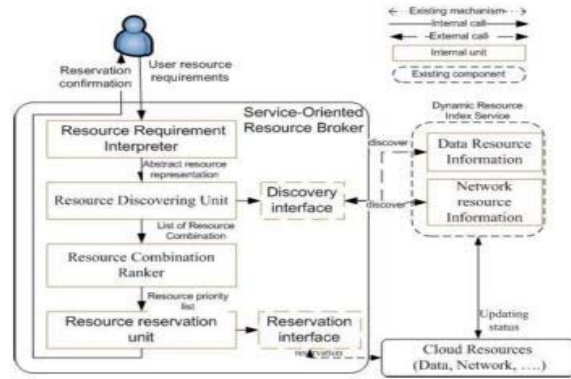 Existing mechanism
Internal call
External call
Internal unit
Existing component
Reservation
confirmation
User resource
requirements
Service-Oriented
Resource Broker
Resource Requirement
Interpreter
Abstract resource
representation
Resource Discovering Unit
Discovery
interface
List of Resource
Combination
Resource Combination
Ranker
Resource priority
list
Resource reservation
unit
Reservation
interface
reservation
Dynamic Resource
Index Service
discover
Data Resource
Information
discover
Network
resource
Information
Updating
status
Cloud Resources
(Data, Network, ….)